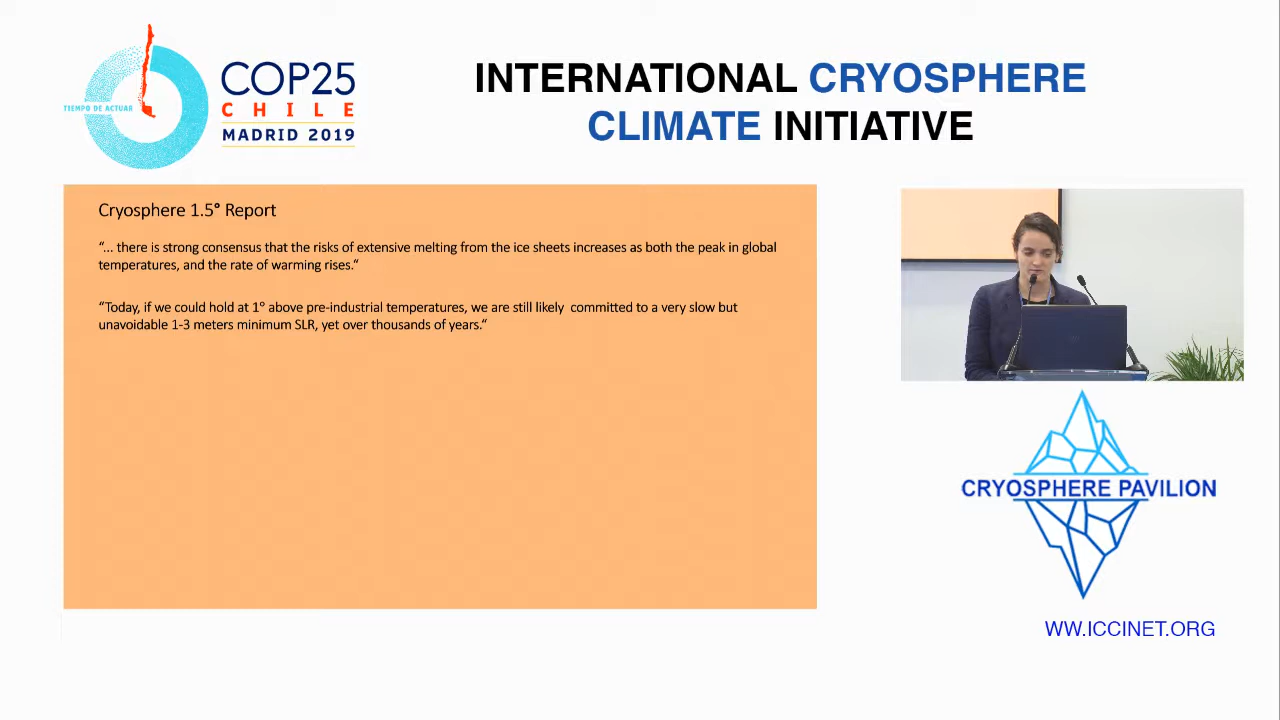 TIEMPO DE ACTUAR
COP25
CHILE
MADRID 2019
INTERNATIONAL CRYOSPHERE
CLIMATE INITIATIVE
Cryosphere 1.5° Report
“... there is strong consensus that the risks of extensive melting from the ice sheets increases as both the peak in global
temperatures, and the rate of warming rises.“
“Today, if we could hold at 1° above pre-industrial temperatures, we are still likely committed to a very slow but
unavoidable 1-3 meters minimum SLR, yet over thousands of years.“
CRYOSPHERE PAVILION
WW.ICCINET.ORG